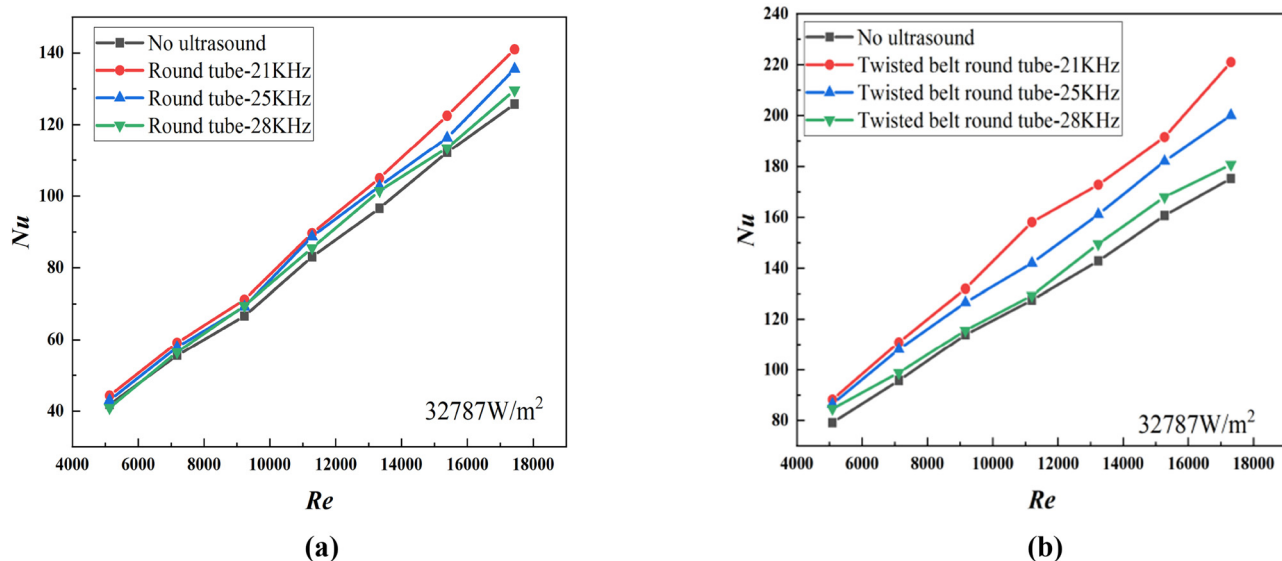 140
120
100
80
60
40
Nu
No ultrasound
Round tube-21KHz
Round tube-25KHz
Round tube-28KHz
32787W/m²
4000 6000 8000 10000 12000 14000 16000 18000
Re
(a)
240
220
200
180
160
140
120
100
80
Nu
No ultrasound
Twisted belt round tube-21KHz
Twisted belt round tube-25KHz
Twisted belt round tube-28KHz
32787W/m²
4000 6000 8000 10000 12000 14000 16000 18000
Re
(b)